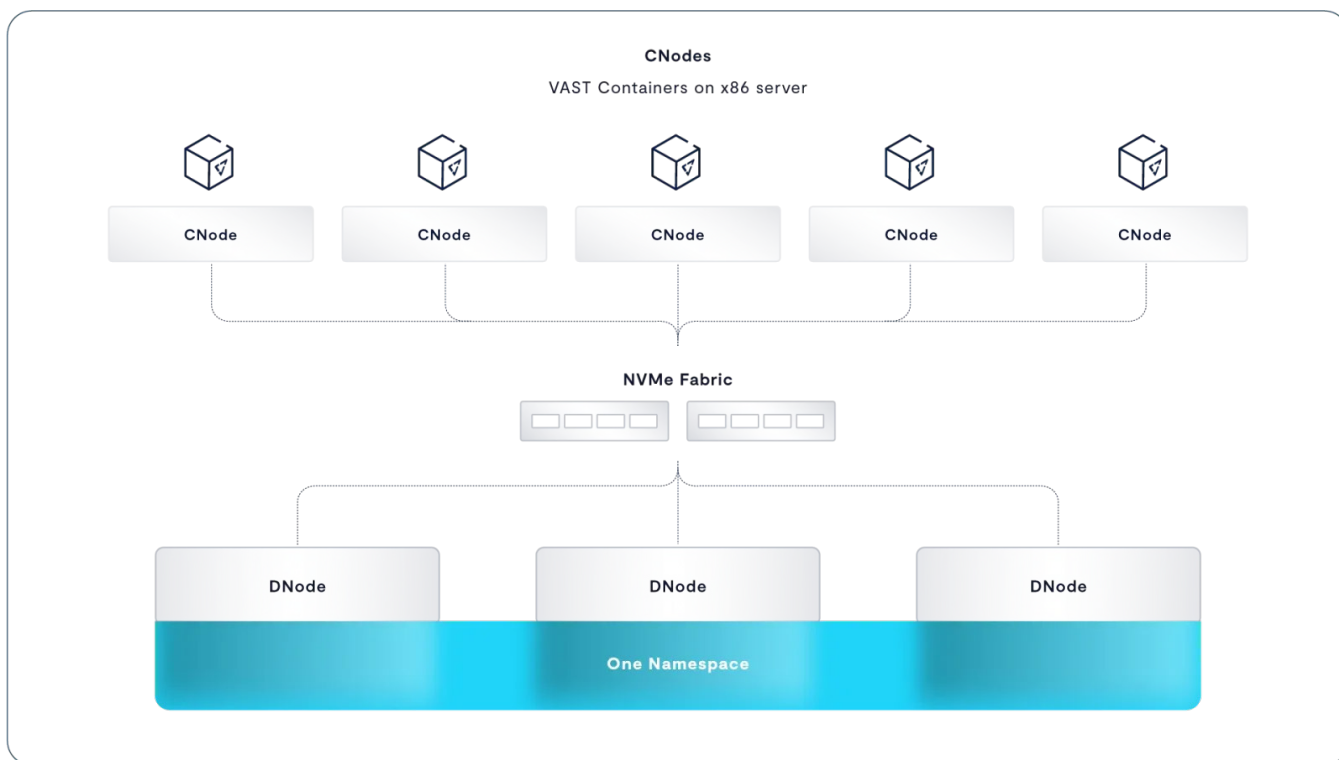 CNodes
VAST Containers on x86 server
CNode
CNode
CNode
CNode
CNode
NVMe Fabric
DNode
DNode
DNode
One Namespace